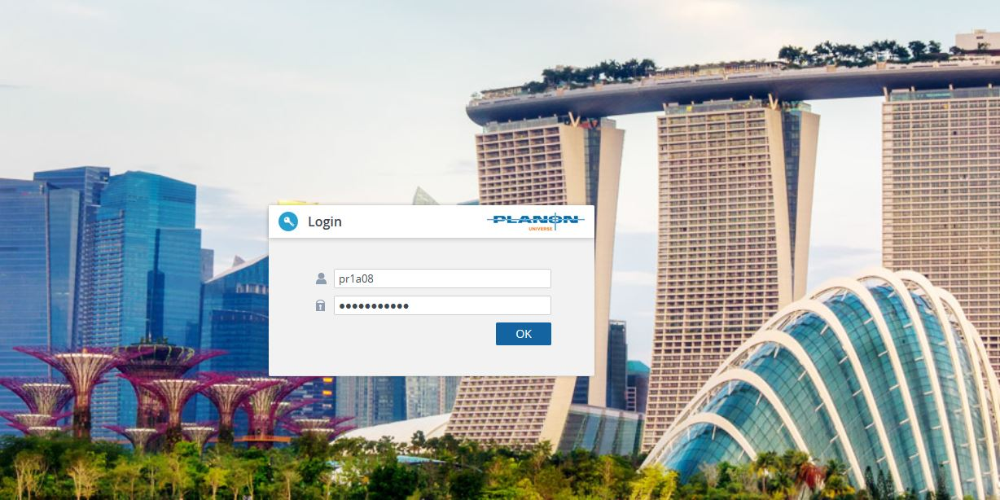 Login
PLANON
UNIVERSE
pr1a08
●●●●●●●●●●●
OK